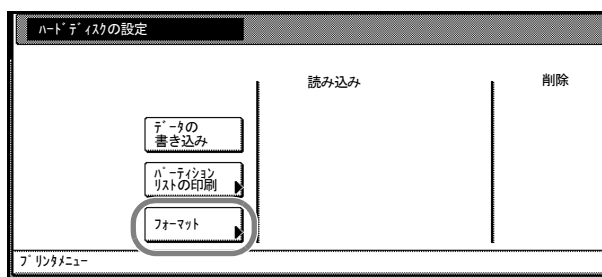 ﾊｰﾄﾞﾃﾞｨｽｸの設定
読み込み
削除
ﾃﾞｰﾀの
書き込み
ﾊﾟｰﾃｨｼｮﾝ
ﾘｽﾄの印刷
ﾌｫｰﾏｯﾄ
ﾌﾟﾘﾝﾀﾒﾆｭｰ